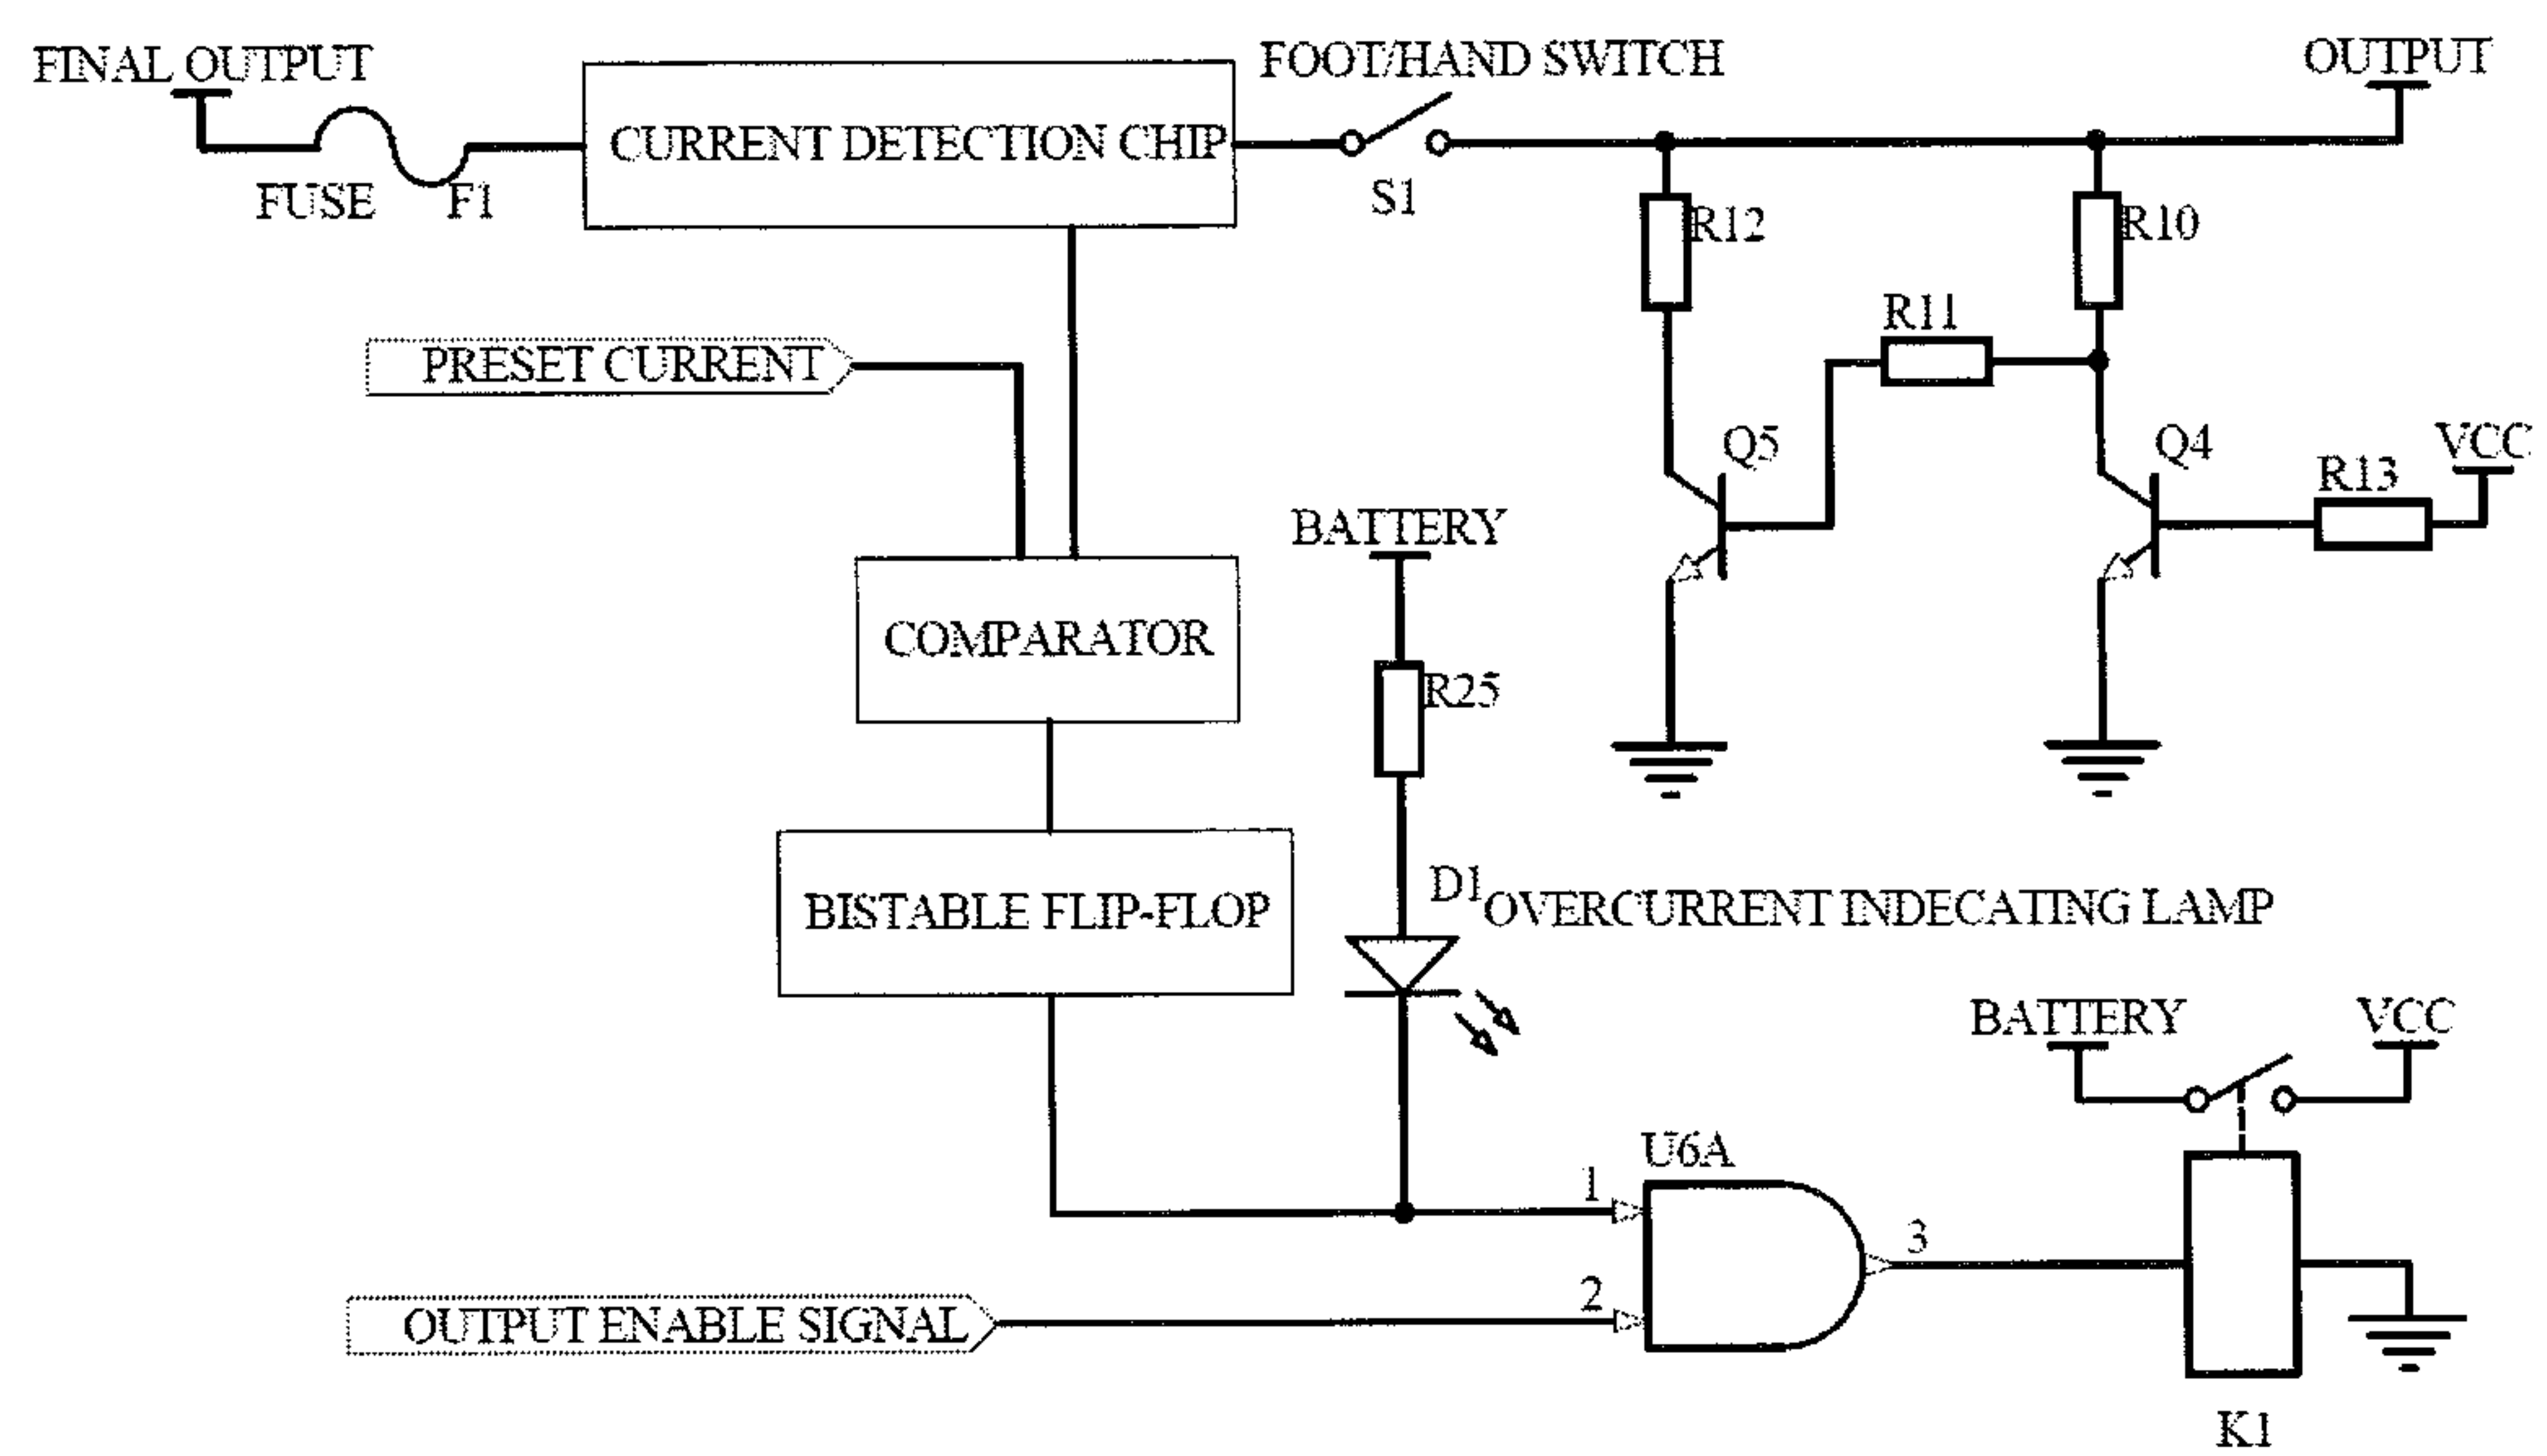 FINAL OUTPUT
FOOT/HAND SWITCH
OUTPUT
CURRENT DETECTION CHIP
FUSE F1
S1
R12
R10
R11
PRESET CURRENT
Q5
Q4
VCC
R13
BATTERY
COMPARATOR
R25
D1
OVERCURRENT INDECATING LAMP
BISTABLE FLIP-FLOP
BATTERY
VCC
U6A
1
3
2
OUTPUT ENABLE SIGNAL
K1